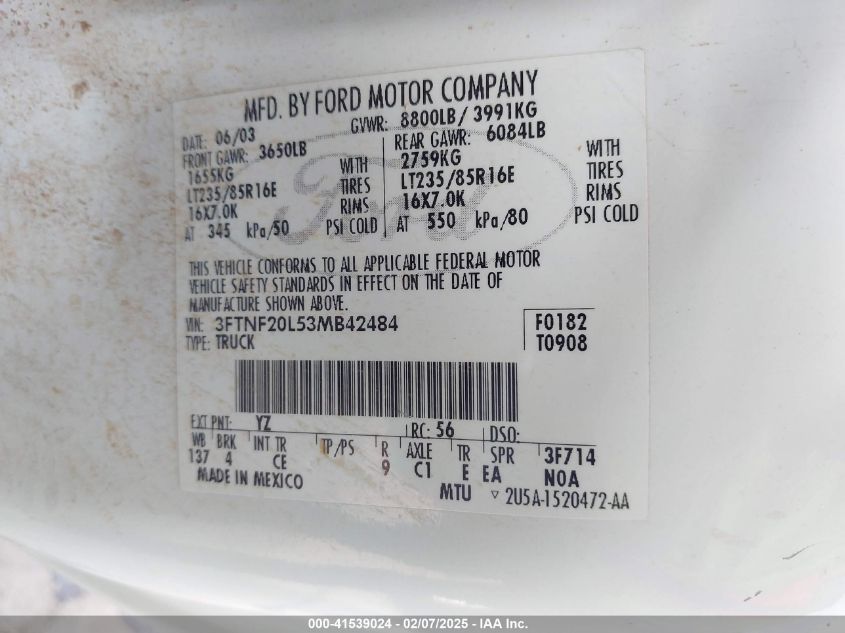 MFD. BY FORD MOTOR COMPANY
DATE: 06/03 GVWR: 8800LB/ 3991KG
FRONT GAWR: 3650LB REAR GAWR: 6084LB
1655KG WITH 2759KG WITH
LT235/85R16E TIRES LT235/85R16E TIRES
16X7.0K RIMS 16X7.0K RIMS
AT 345 kPa/50 PSI COLD AT 550 kPa/80 PSI COLD
Ford
THIS VEHICLE CONFORMS TO ALL APPLICABLE FEDERAL MOTOR
VEHICLE SAFETY STANDARDS IN EFFECT ON THE DATE OF
MANUFACTURE SHOWN ABOVE.
VIN: 3FTNF20L53MB42484 F0182
TYPE: TRUCK T0908
EXT PNT: YZ RC: 56 DSO:
WB BRK INT TR TP/PS R AXLE TR SPR 3F714
137 4 CE 9 C1 E EA N0A
MADE IN MEXICO MTU ▿ 2U5A-1520472-AA
000-41539024 - 02/07/2025 - IAA Inc.